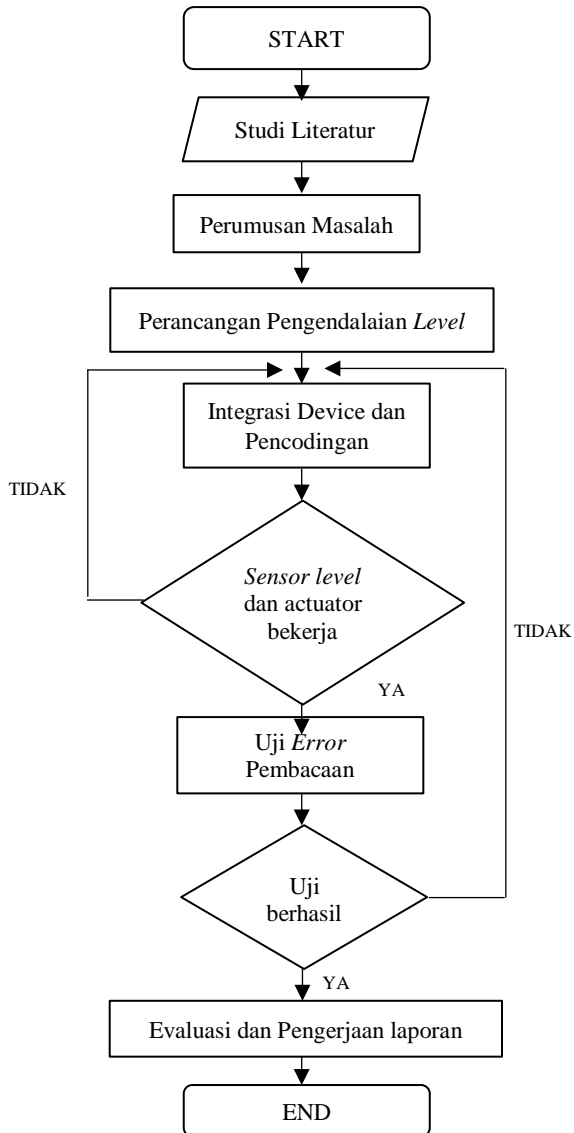 START
Studi Literatur
Perumusan Masalah
Perancangan Pengendalaian Level
Integrasi Device dan
Pencodingan
TIDAK
Sensor level
dan actuator
bekerja
TIDAK
YA
Uji Error
Pembacaan
Uji
berhasil
YA
Evaluasi dan Pengerjaan laporan
END